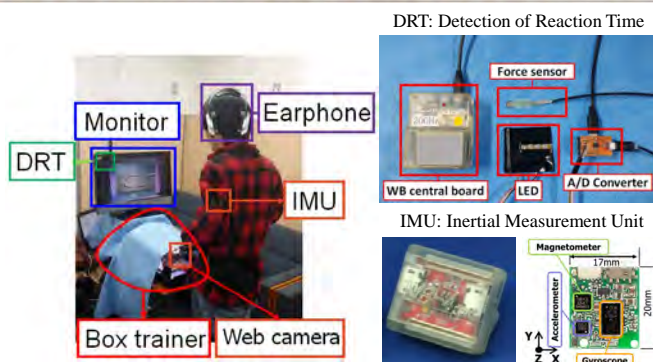 DRT: Detection of Reaction Time
Monitor
Earphone
DRT
IMU
Box trainer
Web camera
Force sensor
WB central board
LED
A/D Converter
IMU: Inertial Measurement Unit
Magnetometer
17mm
20mm
Accelerometer
Y
Z X
Gyroscope